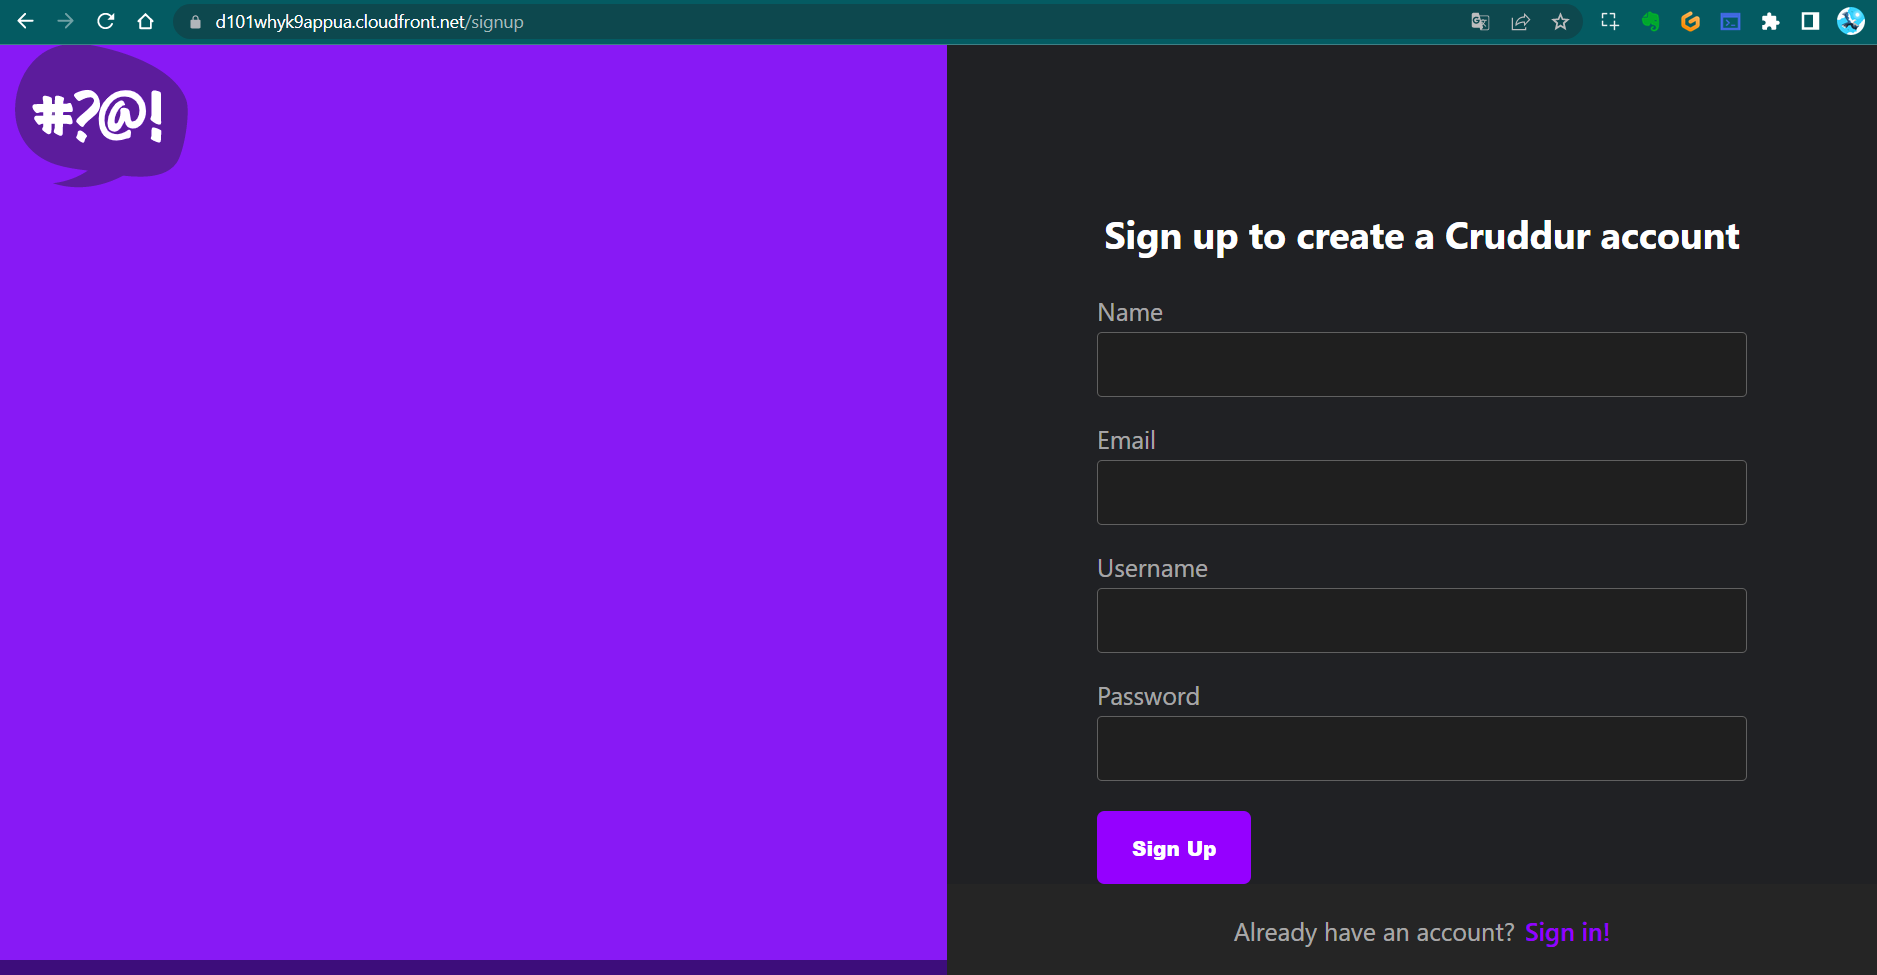 d101whyk9appua.cloudfront.net/signup
#?@!
Sign up to create a Cruddur account
Name
Email
Username
Password
Sign Up
Already have an account? Sign in!